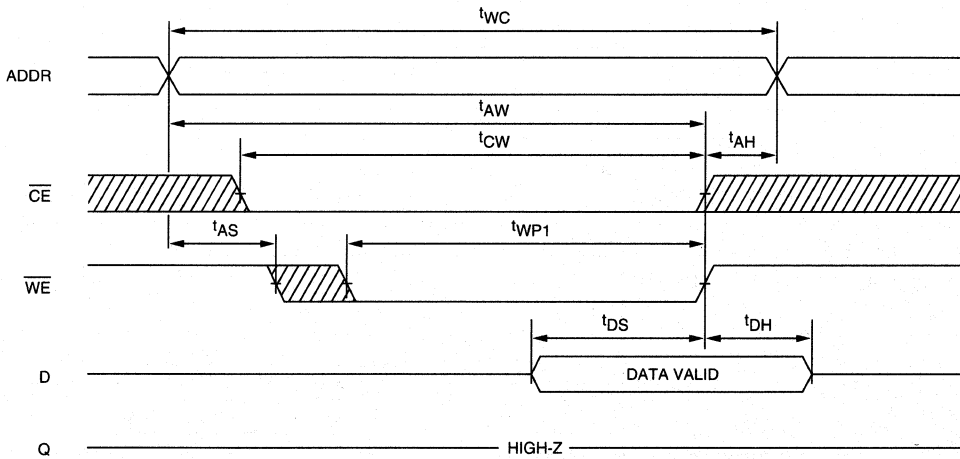 tWC
ADDR
tAW
tCW
tAH
CE
tAS
tWP1
WE
tDS
tDH
D
DATA VALID
Q
HIGH-Z